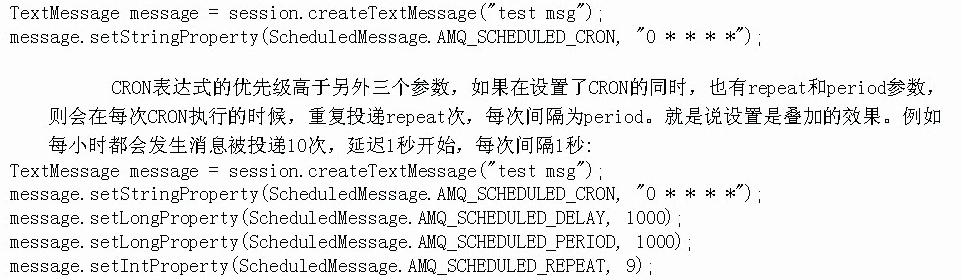 TextMessage message = session.createTextMessage("test msg");
message.setStringProperty(ScheduledMessage.AMQ_SCHEDULED_CRON, "0 * * * *");
CRON表达式的优先级高于另外三个参数，如果在设置了CRON的同时，也有repeat和period参数，
则会在每次CRON执行的时候，重复投递repeat次，每次间隔为period。就是说设置是叠加的效果。例如
每小时都会发生消息被投递10次，延迟1秒开始，每次间隔1秒:
TextMessage message = session.createTextMessage("test msg");
message.setStringProperty(ScheduledMessage.AMQ_SCHEDULED_CRON, "0 * * * *");
message.setLongProperty(ScheduledMessage.AMQ_SCHEDULED_DELAY, 1000);
message.setLongProperty(ScheduledMessage.AMQ_SCHEDULED_PERIOD, 1000);
message.setIntProperty(ScheduledMessage.AMQ_SCHEDULED_REPEAT, 9);